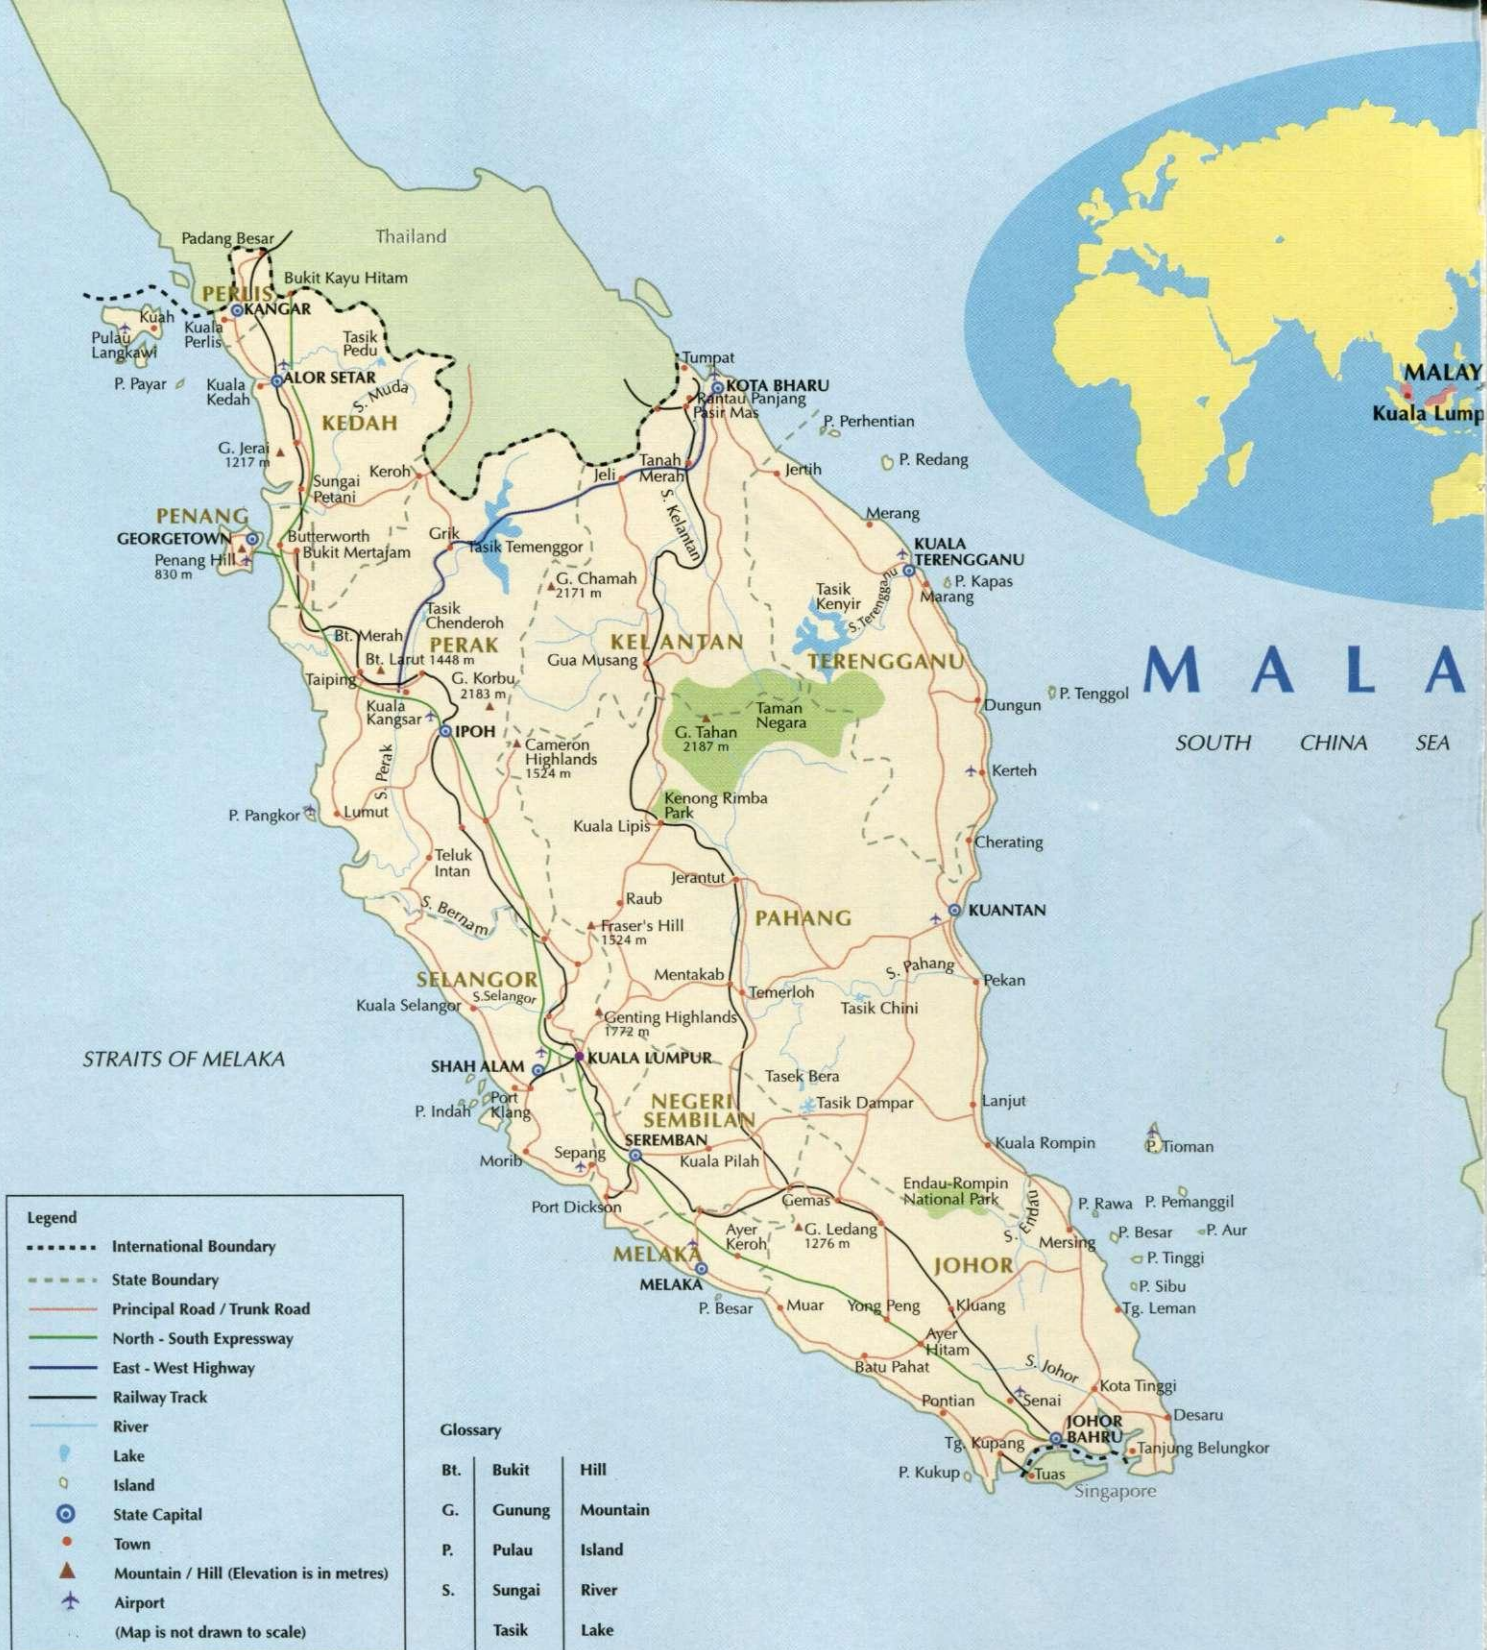 Padang Besar
Thailand
Bukit Kayu Hitam
PERLIS
KANGAR
Kuah
Kuala
Perlis
Pulau
Langkawi
Tasik
Pedu
P. Payar
Kuala
Kedah
ALOR SETAR
S. Muda
KEDAH
Tumpat
KOTA BHARU
Rantau Panjang
Pasir Mas
P. Perhentian
P. Redang
G. Jerai
1217 m
Keroh
Sungai
Petani
Jeli
Tanah
Merah
Jertih
S. Kelantan
Merang
PENANG
GEORGETOWN
Butterworth
Bukit Mertajam
Penang Hill
830 m
Grik
Tasik Temenggor
KUALA
TERENGGANU
P. Kapas
Marang
G. Chamah
2171 m
Tasik
Kenyir
S. Terengganu
Tasik
Chenderoh
Bt. Merah
PERAK
KELANTAN
TERENGGANU
Bt. Larut 1448 m
Gua Musang
Taiping
G. Korbu
2183 m
Kuala
Kangsar
IPOH
Taman
Negara
G. Tahan
2187 m
P. Tenggol
Dungun
Cameron
Highlands
1524 m
S. Perak
Kerteh
P. Pangkor
Lumut
Kenong Rimba
Park
Kuala Lipis
Cherating
Teluk
Intan
Jerantut
S. Bernam
Raub
Fraser's Hill
1524 m
PAHANG
KUANTAN
SELANGOR
S. Selangor
Kuala Selangor
Mentakab
Temerloh
S. Pahang
Tasik Chini
Pekan
Genting Highlands
1772 m
STRAITS OF MELAKA
SHAH ALAM
KUALA LUMPUR
Tasek Bera
Tasik Dampar
Lanjut
P. Indah
Port
Klang
NEGERI
SEMBILAN
SEREMBAN
Kuala Pilah
Kuala Rompin
P. Tioman
Morib
Sepang
Port Dickson
Gemas
Endau-Rompin
National Park
S. Endau
P. Rawa
P. Pemanggil
P. Besar
P. Aur
Mersing
P. Tinggi
P. Sibu
Tg. Leman
Ayer
Keroh
G. Ledang
1276 m
MELAKA
MELAKA
JOHOR
P. Besar
Muar
Yong Peng
Kluang
Ayer
Hitam
Batu Pahat
S. Johor
Kota Tinggi
Pontian
Senai
Desaru
JOHOR
BAHRU
Tg. Kupang
Tanjung Belungkor
P. Kukup
Tuas
Singapore
MALAY
Kuala Lump
M A L A
SOUTH CHINA SEA
Legend
International Boundary
State Boundary
Principal Road / Trunk Road
North - South Expressway
East - West Highway
Railway Track
River
Lake
Island
State Capital
Town
Mountain / Hill (Elevation is in metres)
Airport
(Map is not drawn to scale)
Glossary
Bt. Bukit Hill
G. Gunung Mountain
P. Pulau Island
S. Sungai River
Tasik Lake